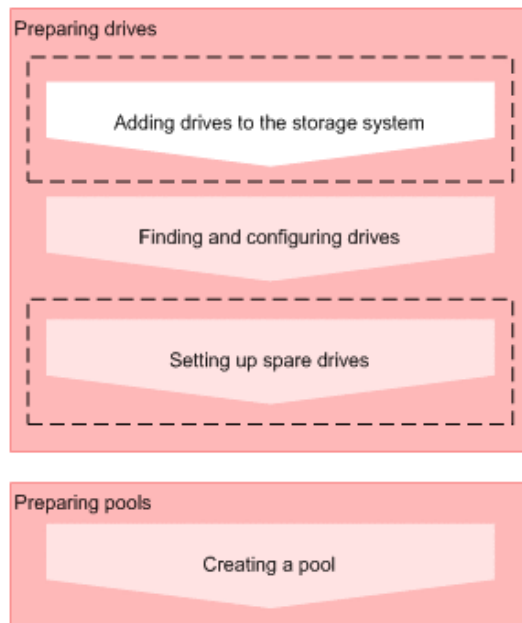 Preparing drives
Adding drives to the storage system
Finding and configuring drives
Setting up spare drives
Preparing pools
Creating a pool